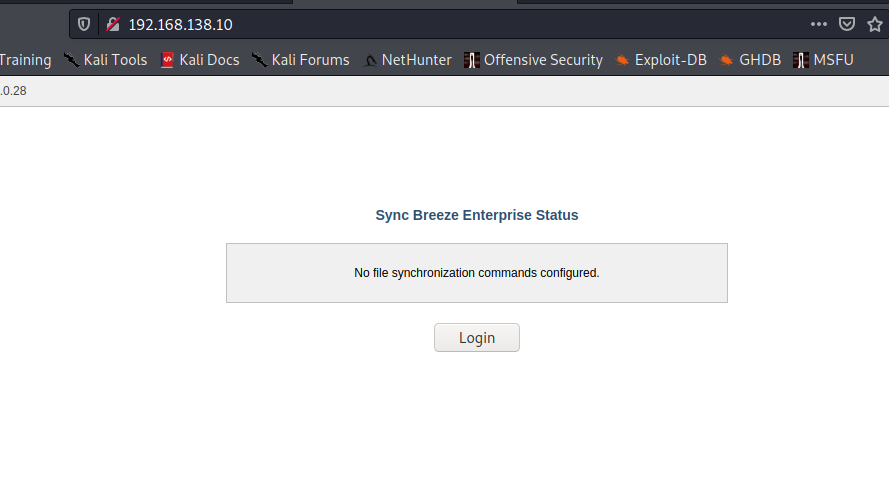 192.168.138.10
Training Kali Tools Kali Docs Kali Forums NetHunter Offensive Security Exploit-DB GHDB MSFU
.0.28
Sync Breeze Enterprise Status
No file synchronization commands configured.
Login